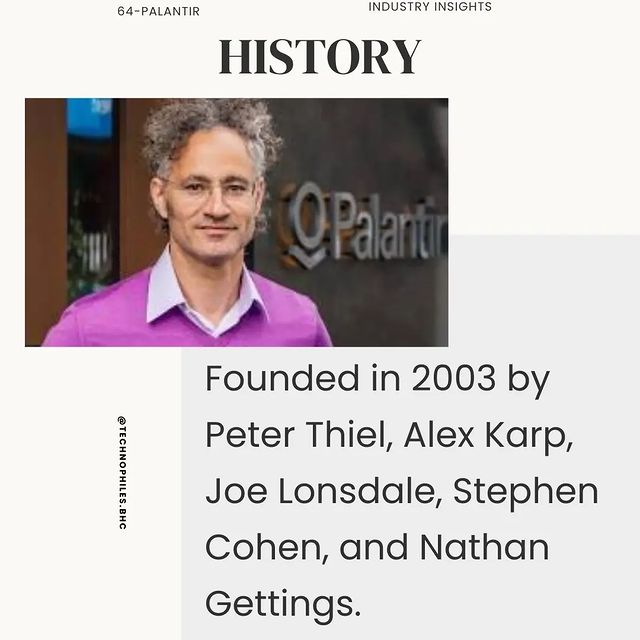 64-PALANTIR
INDUSTRY INSIGHTS
HISTORY
Palantir
Founded in 2003 by
Peter Thiel, Alex Karp,
Joe Lonsdale, Stephen
Cohen, and Nathan
Gettings.
@TECHNOPHILES.BHC